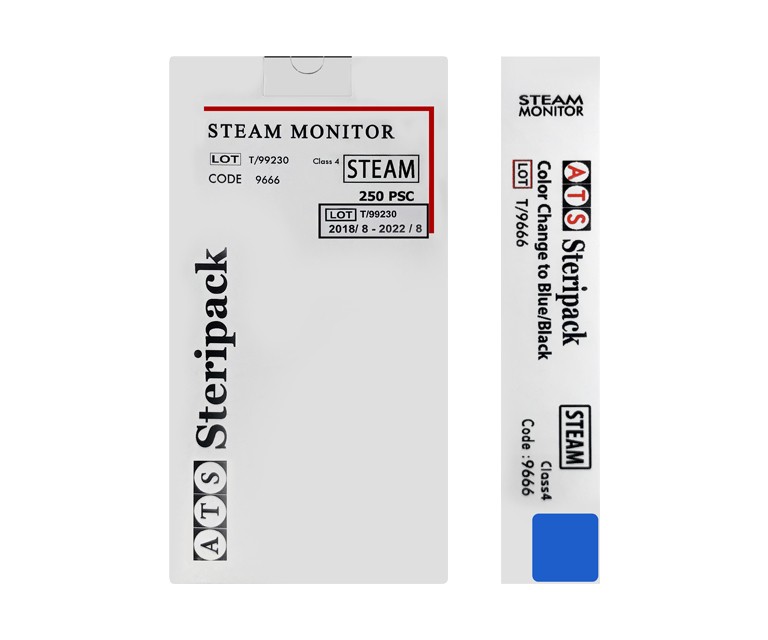 STEAM MONITOR
LOT T/99230
CODE 9666
Class 4 STEAM
250 PSC
LOT T/99230
2018/ 8 - 2022 / 8
ATS Steripack
STEAM
MONITOR
ATS Steripack
Color Change to Blue/Black
LOT T/9666
STEAM
Class4
Code :9666